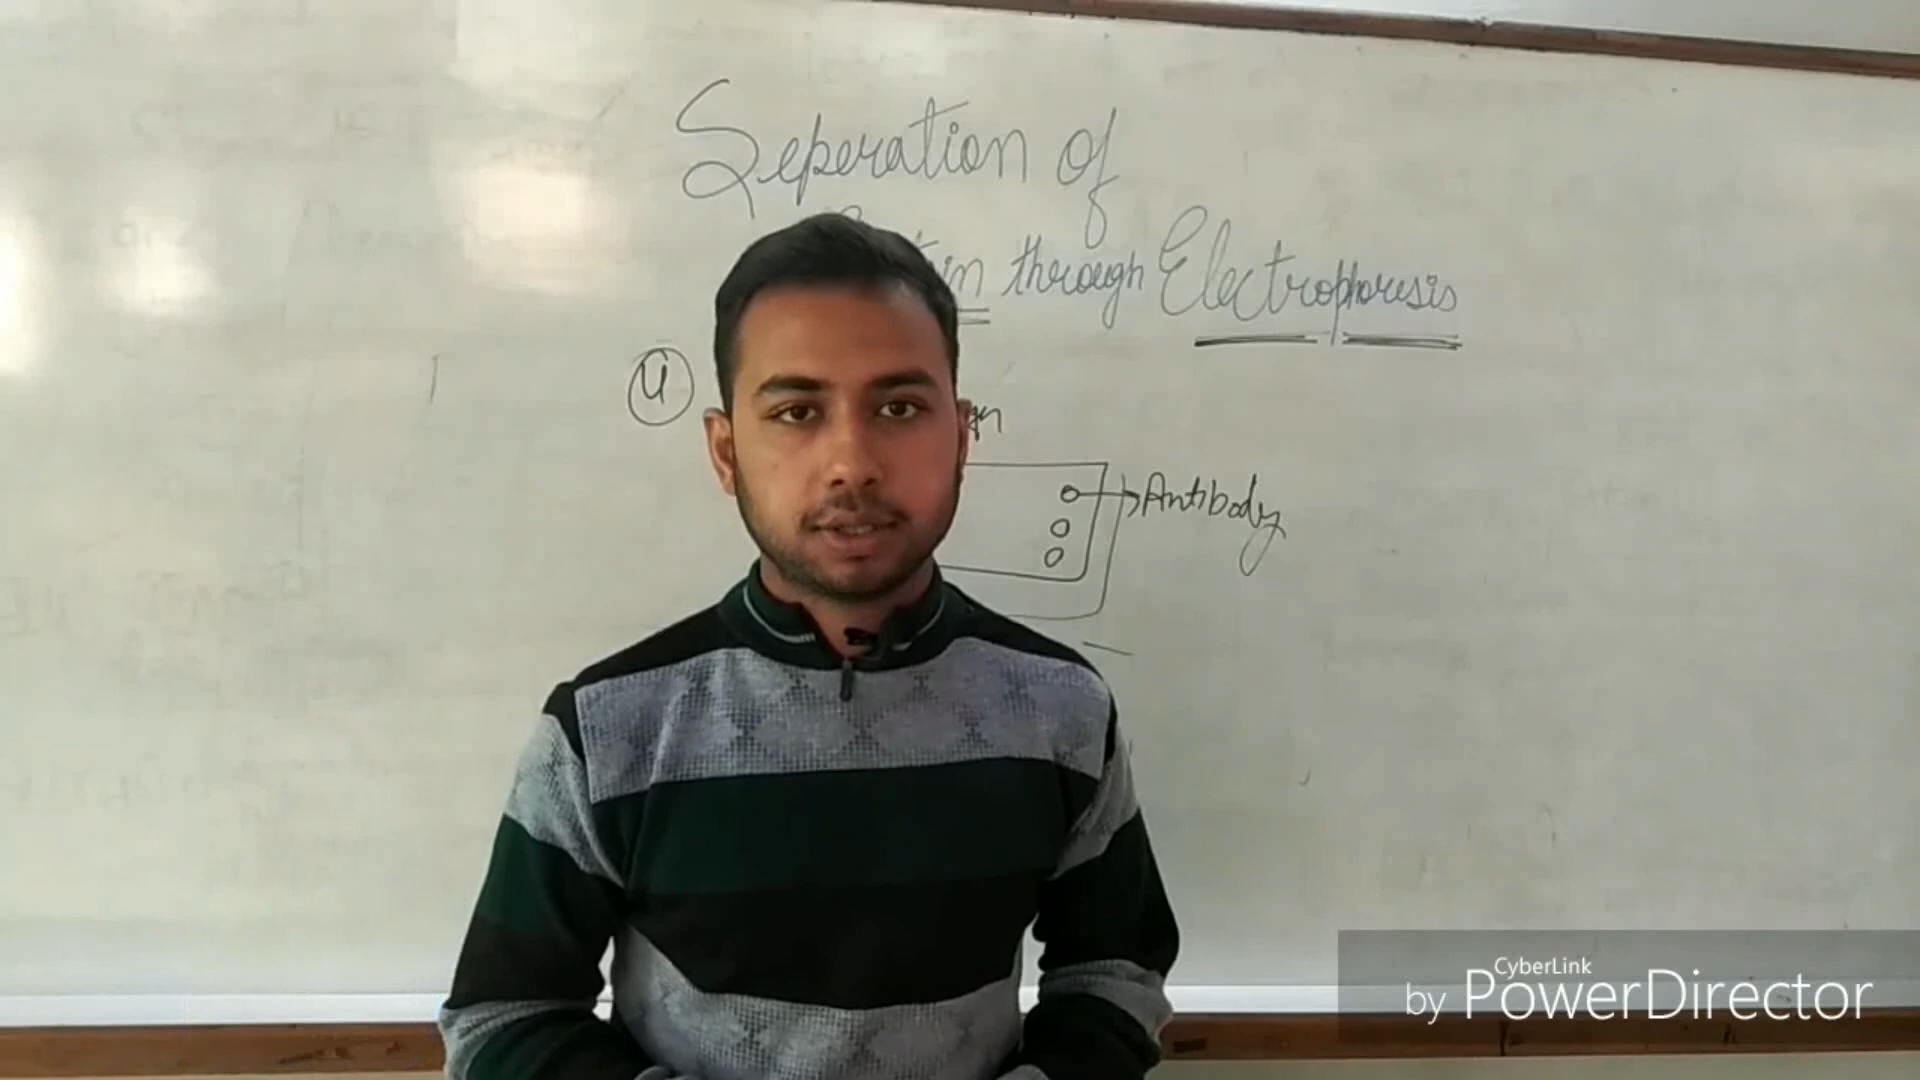 Seperation of
through Electrophoresis
Antibody
CyberLink
by PowerDirector